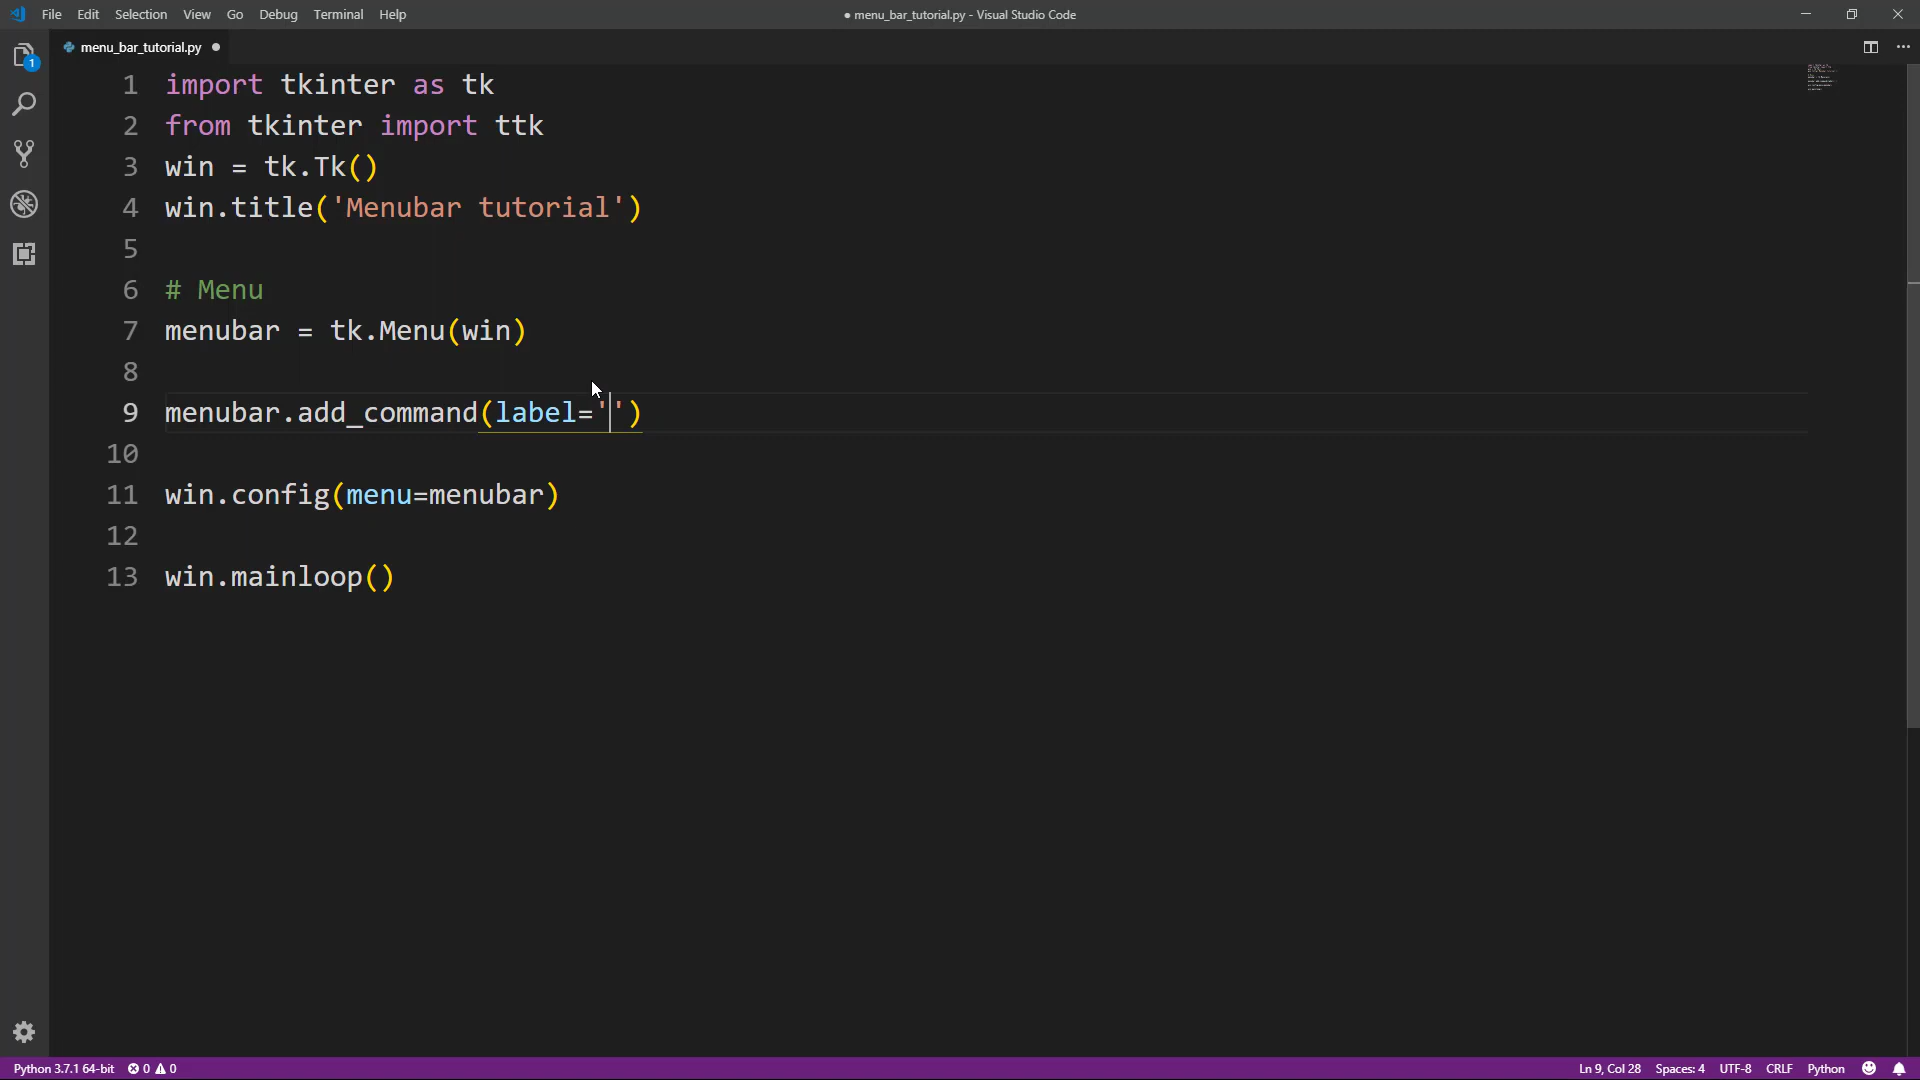 File Edit Selection View Go Debug Terminal Help
● menu_bar_tutorial.py - Visual Studio Code
menu_bar_tutorial.py ●
1
1 import tkinter as tk
2 from tkinter import ttk
3 win = tk.Tk()
4 win.title('Menubar tutorial')
5
6 # Menu
7 menubar = tk.Menu(win)
8
9 menubar.add_command(label='')
10
11 win.config(menu=menubar)
12
13 win.mainloop()
Python 3.7.1 64-bit 0 0 Ln 9, Col 28 Spaces: 4 UTF-8 CRLF Python